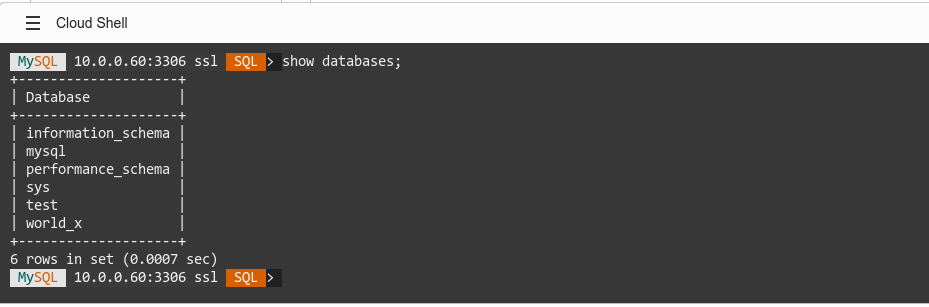 ☰ Cloud Shell
MySQL 10.0.0.60:3306 ssl SQL > show databases;
+--------------------+
| Database           |
+--------------------+
| information_schema |
| mysql              |
| performance_schema |
| sys                |
| test               |
| world_x            |
+--------------------+
6 rows in set (0.0007 sec)
MySQL 10.0.0.60:3306 ssl SQL >